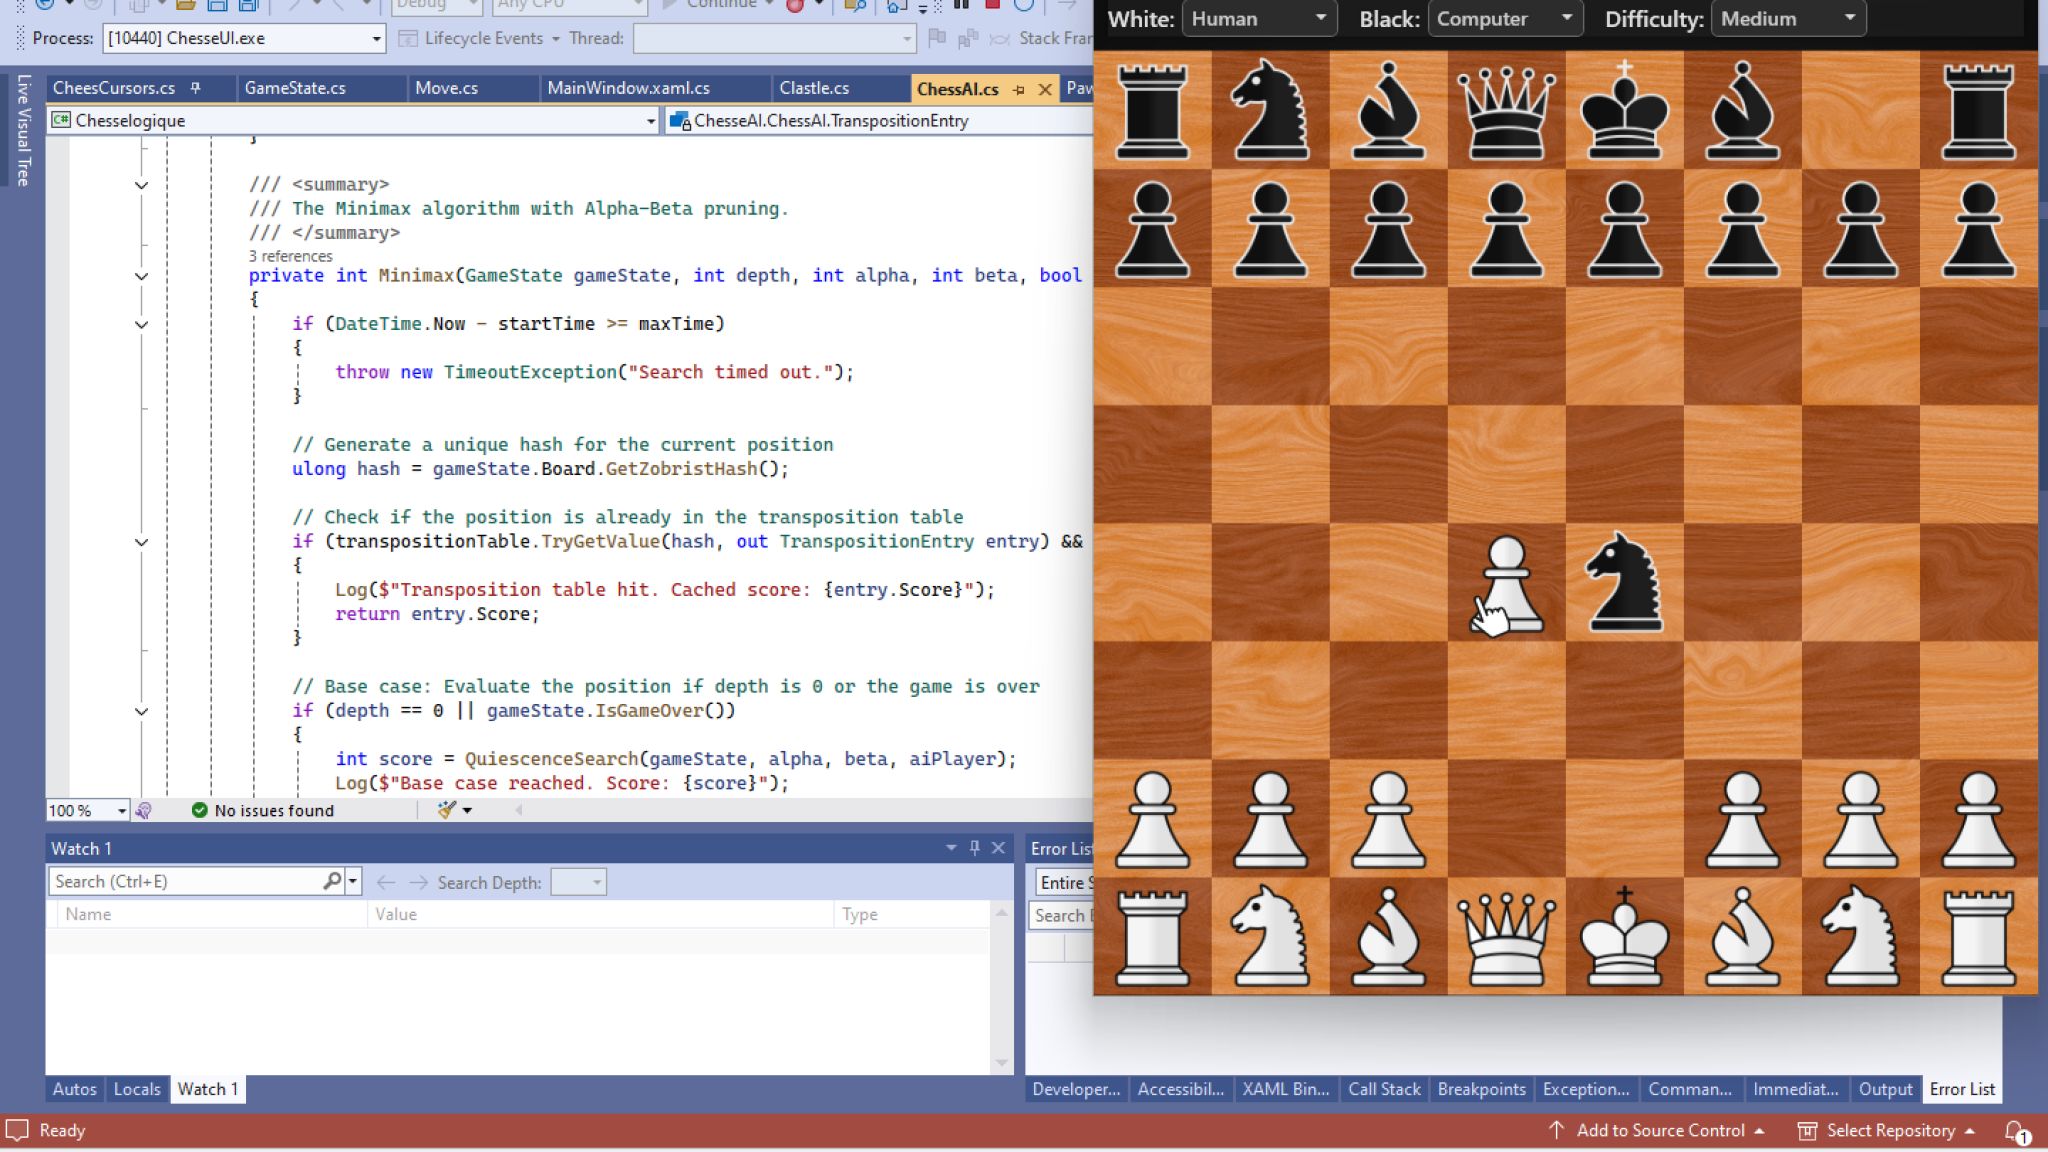 Debug Any CPU Continue
Process: [10440] ChesseUI.exe Lifecycle Events Thread: Stack Fram
White: Human Black: Computer Difficulty: Medium
Live Visual Tree
CheesCursors.cs GameState.cs Move.cs MainWindow.xaml.cs Clastle.cs ChessAI.cs Paw
C# Chesselogique ChesseAI.ChessAI.TranspositionEntry
}
/// <summary>
/// The Minimax algorithm with Alpha-Beta pruning.
/// </summary>
3 references
private int Minimax(GameState gameState, int depth, int alpha, int beta, bool
{
if (DateTime.Now - startTime >= maxTime)
{
throw new TimeoutException("Search timed out.");
}
// Generate a unique hash for the current position
ulong hash = gameState.Board.GetZobristHash();
// Check if the position is already in the transposition table
if (transpositionTable.TryGetValue(hash, out TranspositionEntry entry) &&
{
Log($"Transposition table hit. Cached score: {entry.Score}");
return entry.Score;
}
// Base case: Evaluate the position if depth is 0 or the game is over
if (depth == 0 || gameState.IsGameOver())
{
int score = QuiescenceSearch(gameState, alpha, beta, aiPlayer);
Log($"Base case reached. Score: {score}");
100 % No issues found
Watch 1
Search (Ctrl+E) Search Depth:
Name Value Type
Error Lis
Entire S
Search E
Autos Locals Watch 1
Developer... Accessibil... XAML Bin... Call Stack Breakpoints Exception... Comman... Immediat... Output Error List
Ready Add to Source Control Select Repository 1